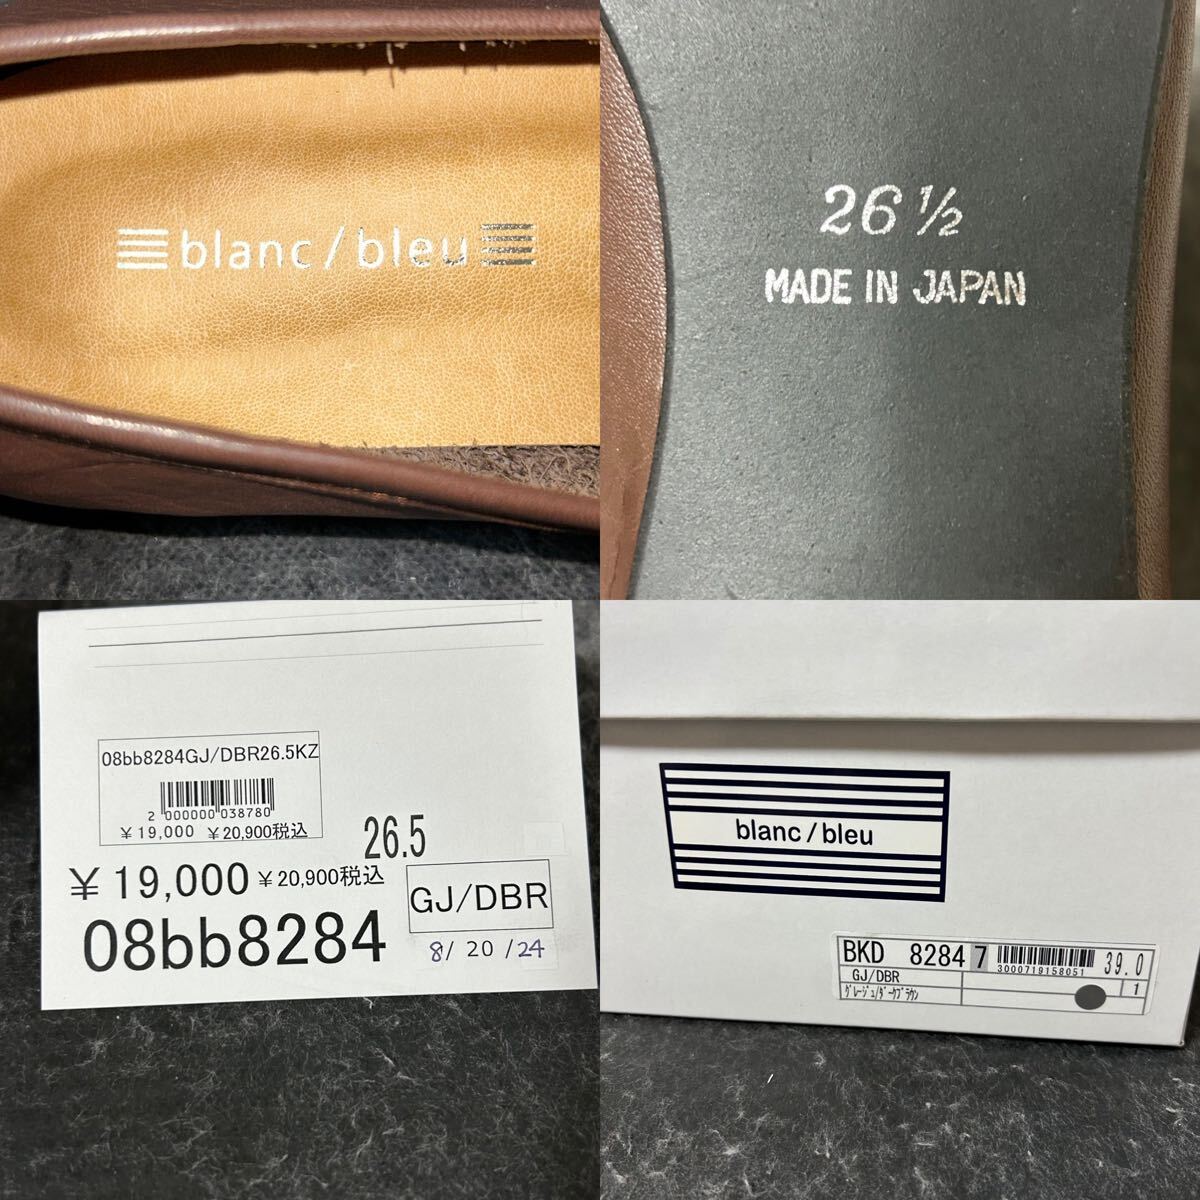 blanc/bleu
26 ½
MADE IN JAPAN
08bb8284GJ/DBR26.5KZ
2 000000 038780
￥19,000 ￥20,900税込
26.5
￥19,000 ￥20,900税込
GJ/DBR
08bb8284
8/ 20 /24
blanc/bleu
BKD 8284 7
3000719158051
39.0
GJ/DBR
1
ｸﾞﾚｰｼﾞｭ/ﾀﾞｰｸﾌﾞﾗｳﾝ